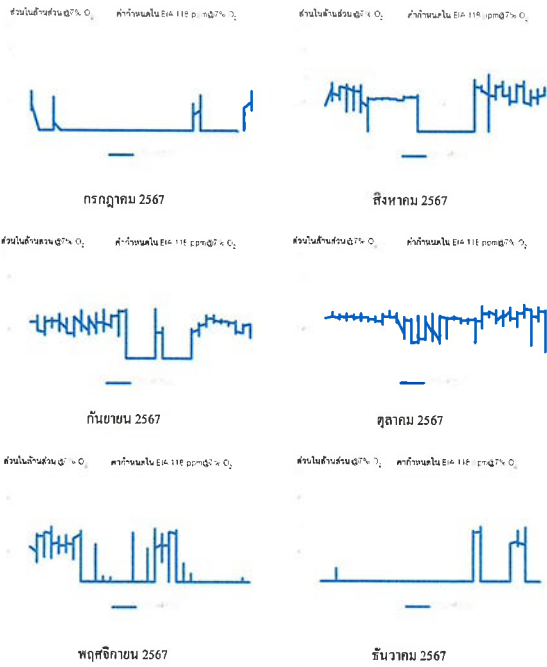 ส่วนในล้านส่วน @7% O₂ ค่ากำหนดใน EIA 118 ppm@7% O₂
ส่วนในล้านส่วน @7% O₂ ค่ากำหนดใน EIA 118 ppm@7% O₂
กรกฎาคม 2567
สิงหาคม 2567
ส่วนในล้านส่วน @7% O₂ ค่ากำหนดใน EIA 118 ppm@7% O₂
ส่วนในล้านส่วน @7% O₂ ค่ากำหนดใน EIA 118 ppm@7% O₂
กันยายน 2567
ตุลาคม 2567
ส่วนในล้านส่วน @7% O₂ ค่ากำหนดใน EIA 118 ppm@7% O₂
ส่วนในล้านส่วน @7% O₂ ค่ากำหนดใน EIA 118 ppm@7% O₂
พฤศจิกายน 2567
ธันวาคม 2567